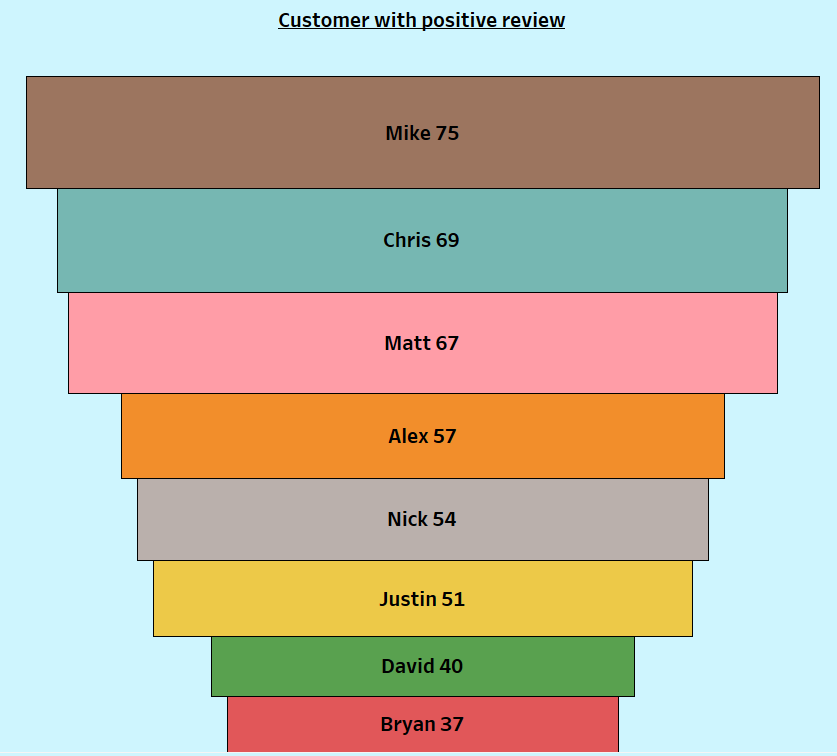 Customer with positive review
Mike 75
Chris 69
Matt 67
Alex 57
Nick 54
Justin 51
David 40
Bryan 37